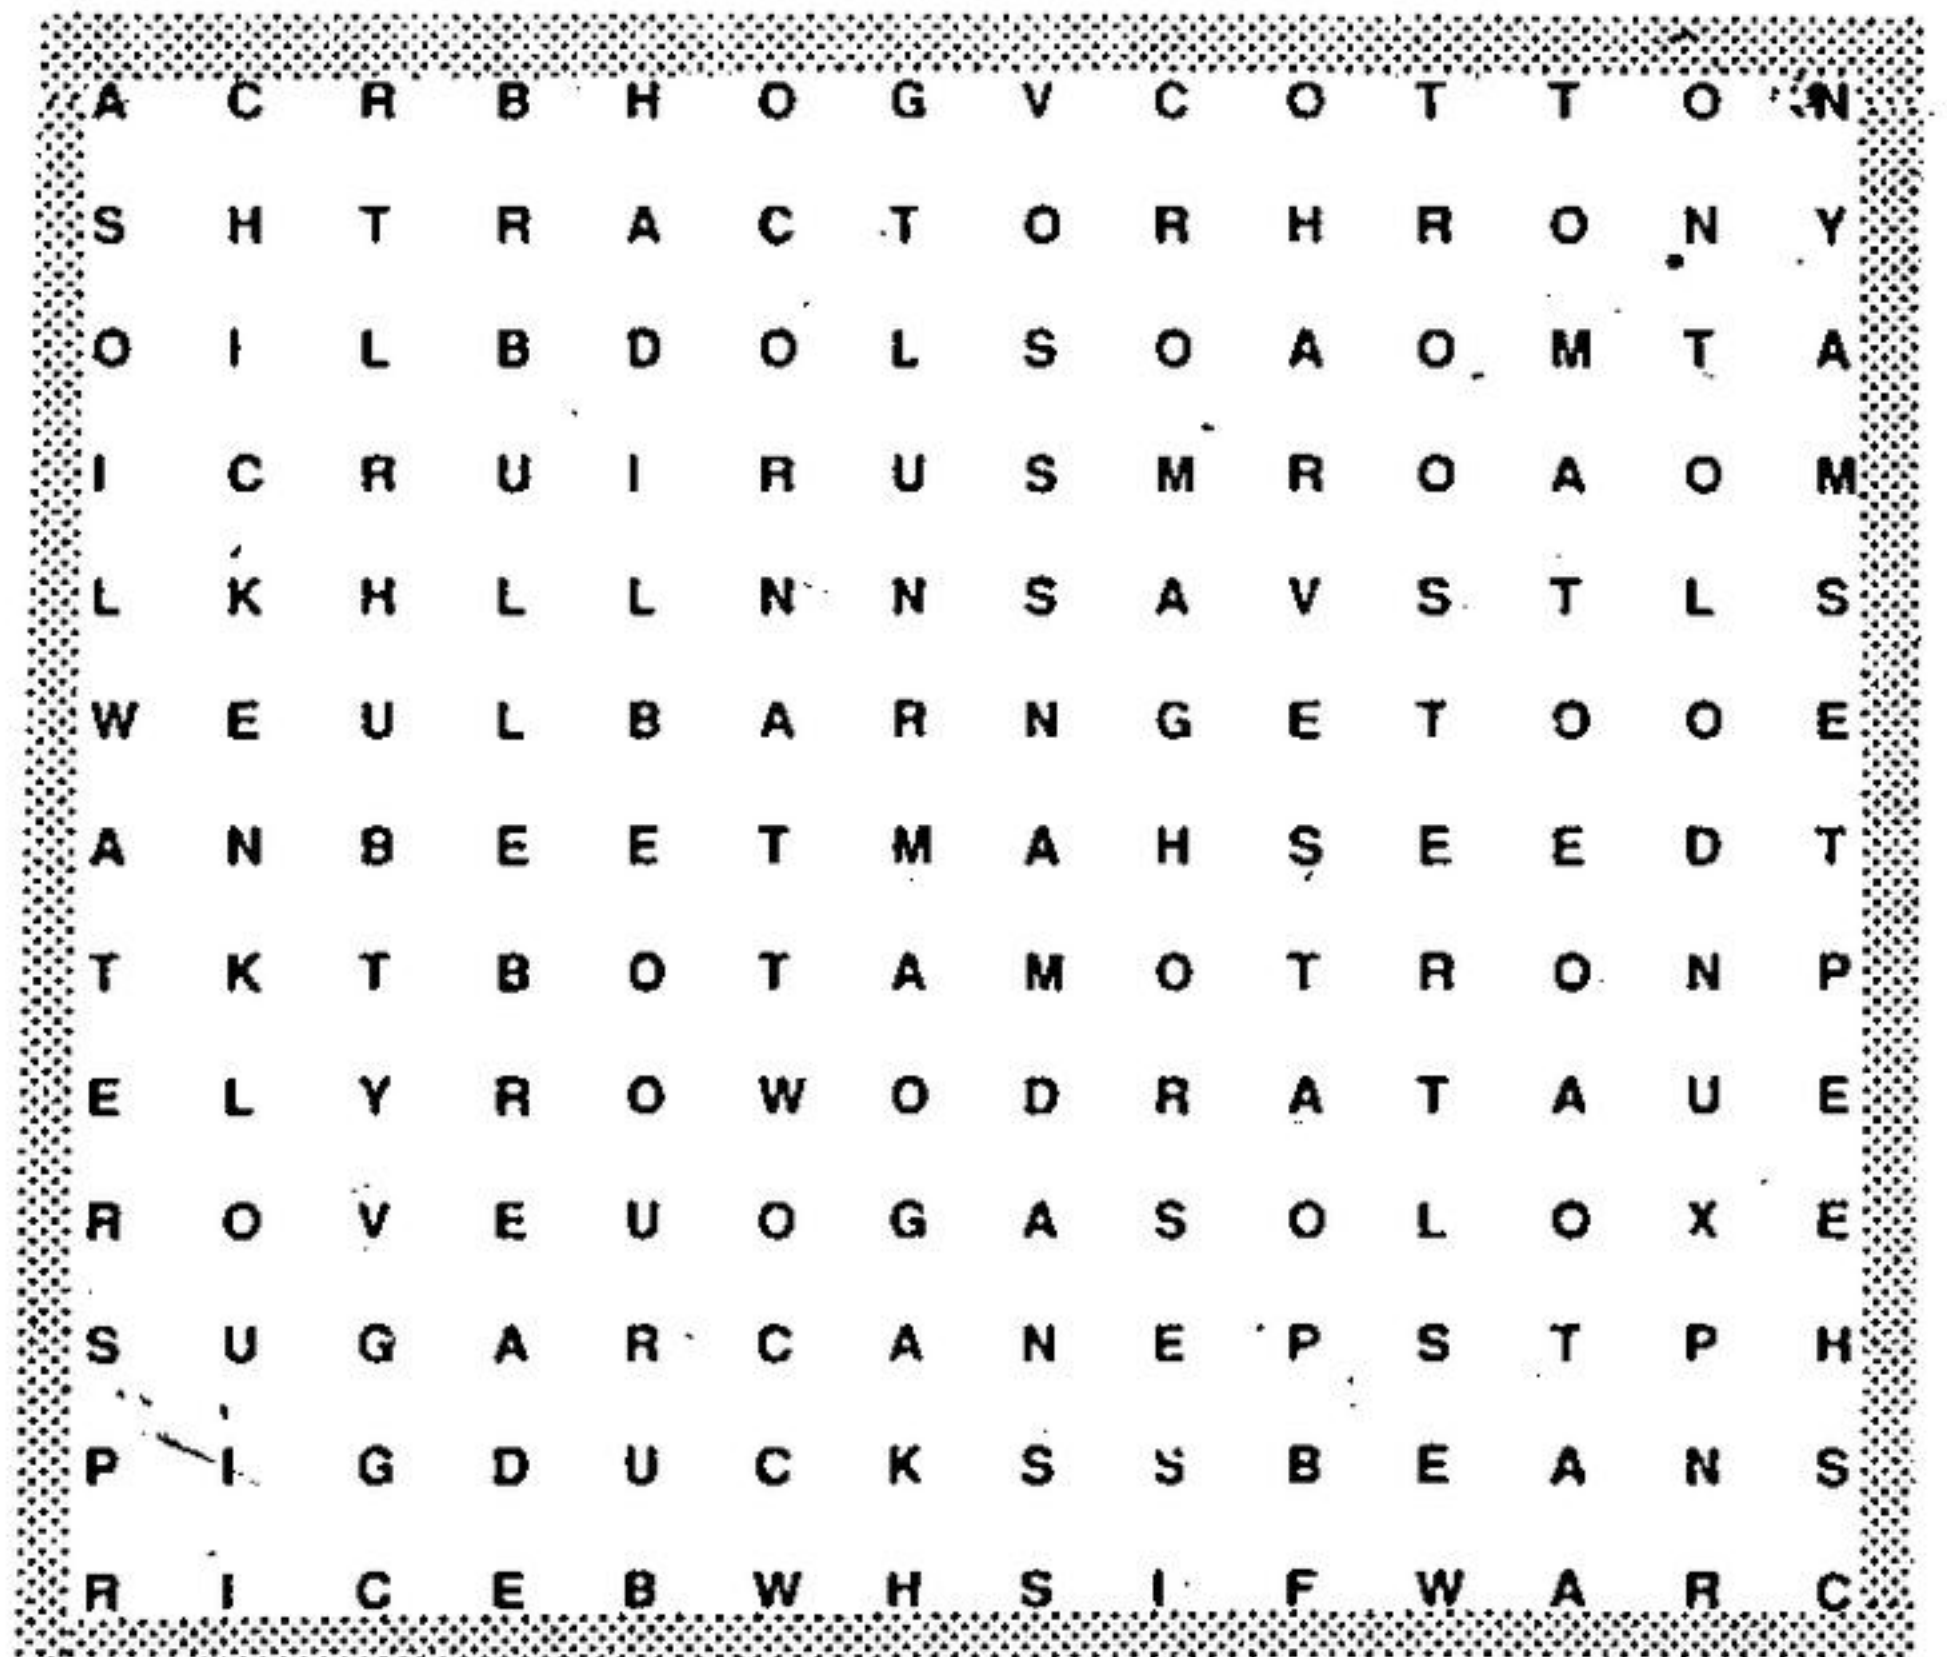 A C R B H O G V C O T T O N
S H T R A C T O R H R O N Y
O I L B D O L S O A O M T A
I C R U I R U S M R O A O M
L K H L L N N S A V S T L S
W E U L B A R N G E T O O E
A N B E E T M A H S E E D T
T K T B O T A M O T R O N P
E L Y R O W O D R A T A U E
R O V E U O G A S O L O X E
S U G A R C A N E P S T P H
P I G D U C K S S B E A N S
R I C E B W H S I F W A R C